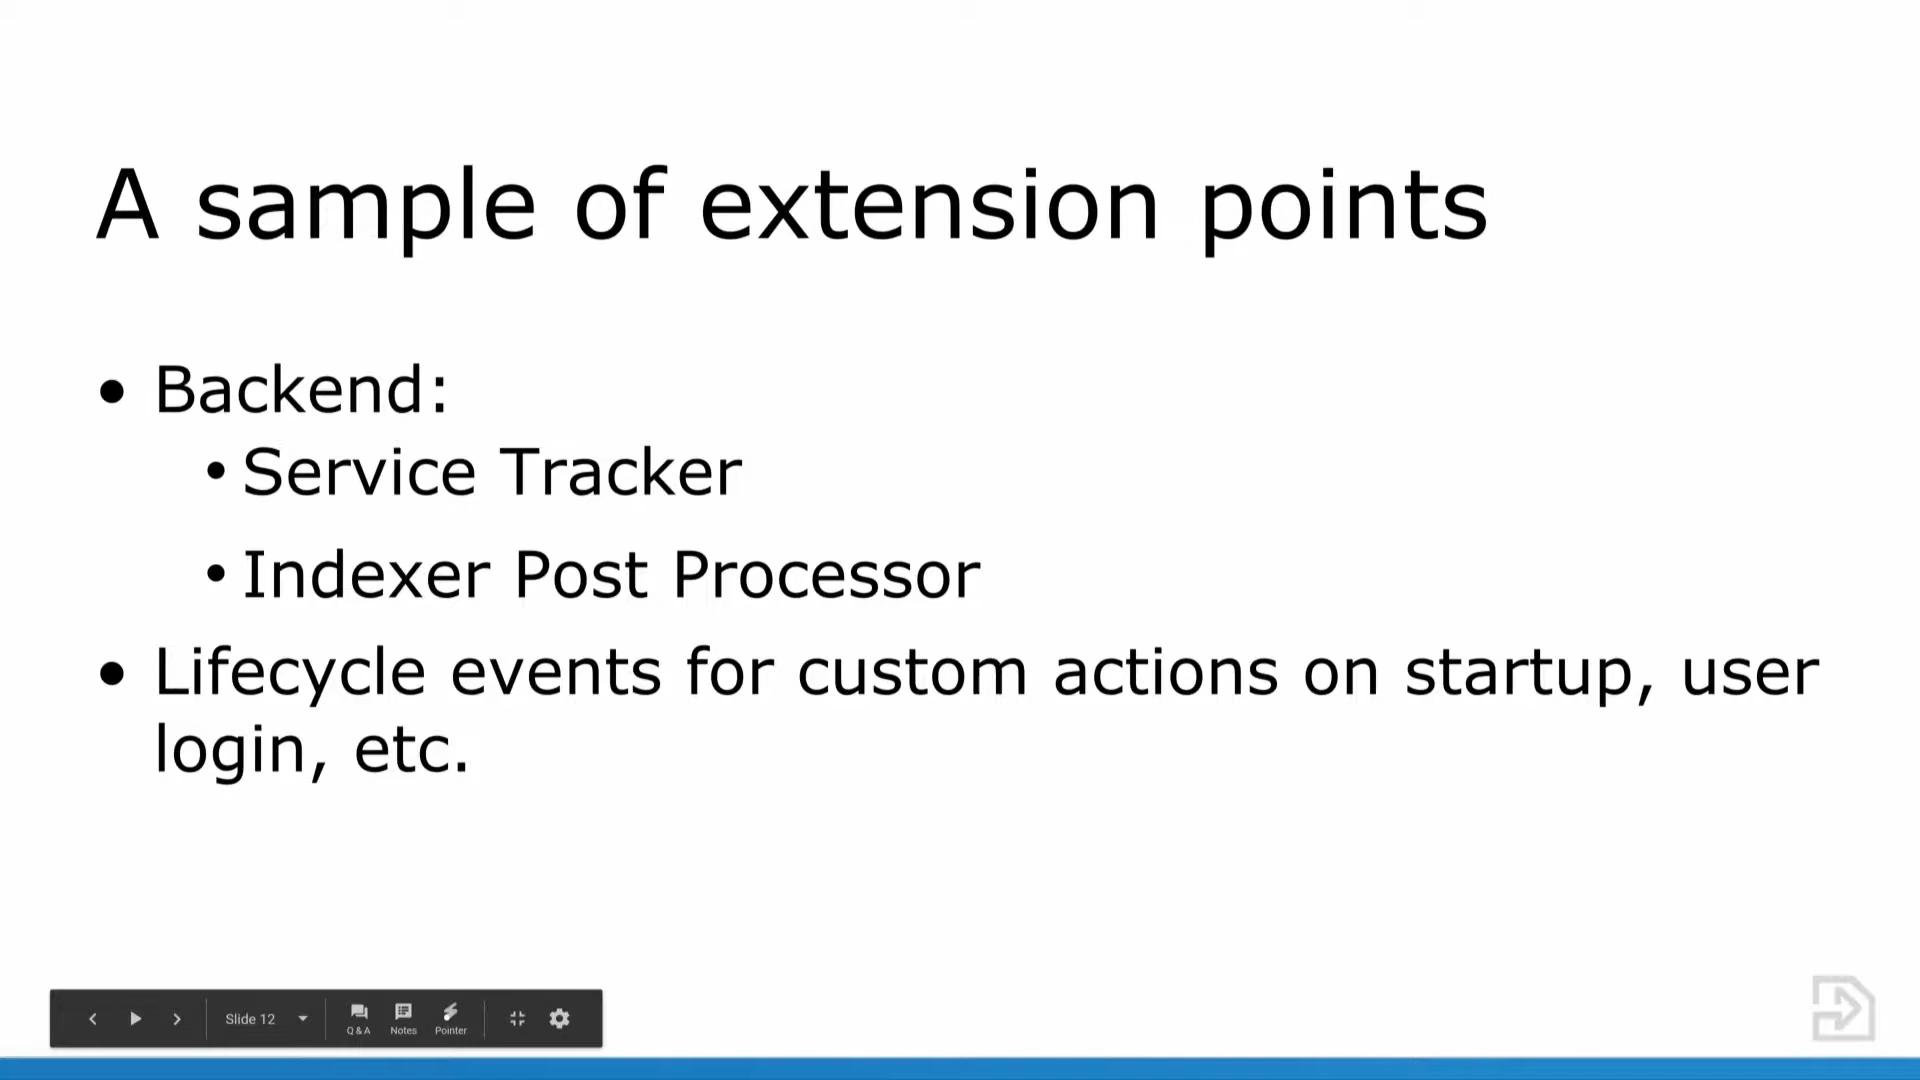 A sample of extension points
• Backend:
• Service Tracker
• Indexer Post Processor
• Lifecycle events for custom actions on startup, user
login, etc.
Slide 12
Q & A
Notes
Pointer